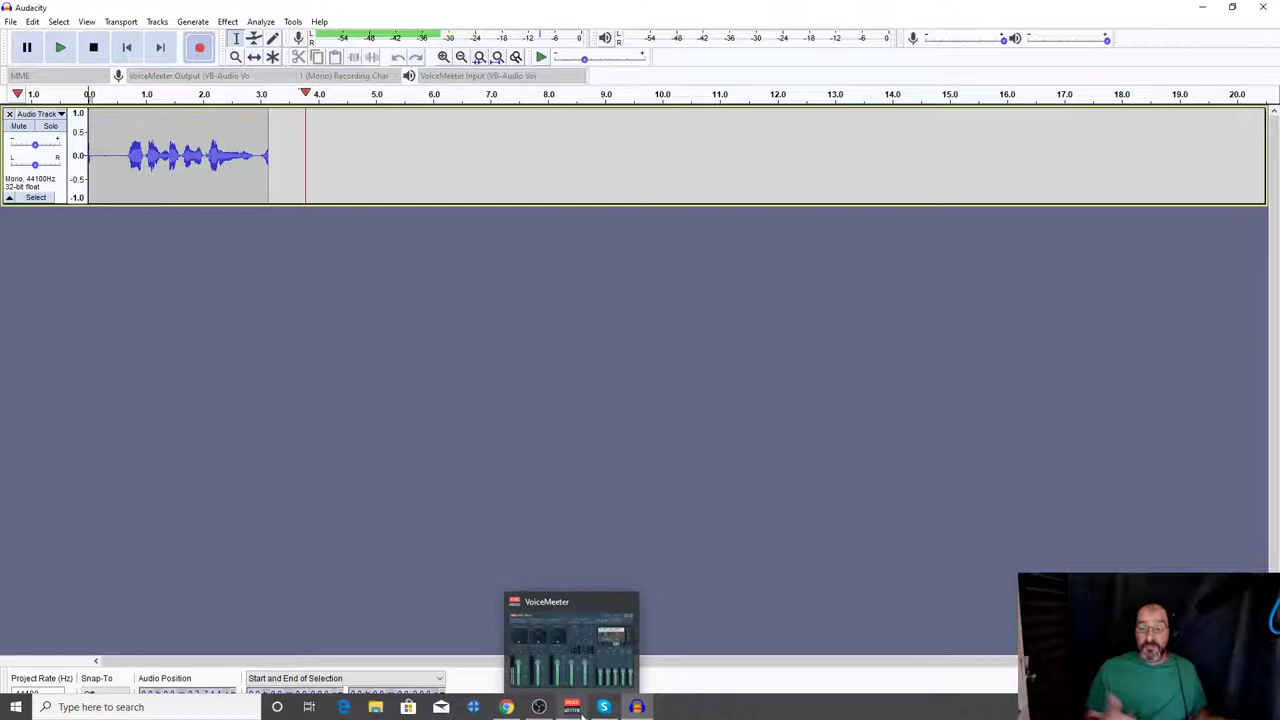 Audacity
File Edit Select View Transport Tracks Generate Effect Analyze Tools Help
L
R
-54 -48 -42 -36 -30 -24 -18 -12 -6 0
L
R
-54 -48 -42 -36 -30 -24 -18 -12 -6 0
MME
VoiceMeeter Output (VB-Audio Vo
1 (Mono) Recording Chan
VoiceMeeter Input (VB-Audio Voi
1.0 0.0 1.0 2.0 3.0 4.0 5.0 6.0 7.0 8.0 9.0 10.0 11.0 12.0 13.0 14.0 15.0 16.0 17.0 18.0 19.0 20.0
Audio Track
Mute Solo
- +
L R
Mono, 44100Hz
32-bit float
Select
1.0
0.5
0.0
-0.5
-1.0
VoiceMeeter
Project Rate (Hz) Snap-To Audio Position Start and End of Selection
Type here to search